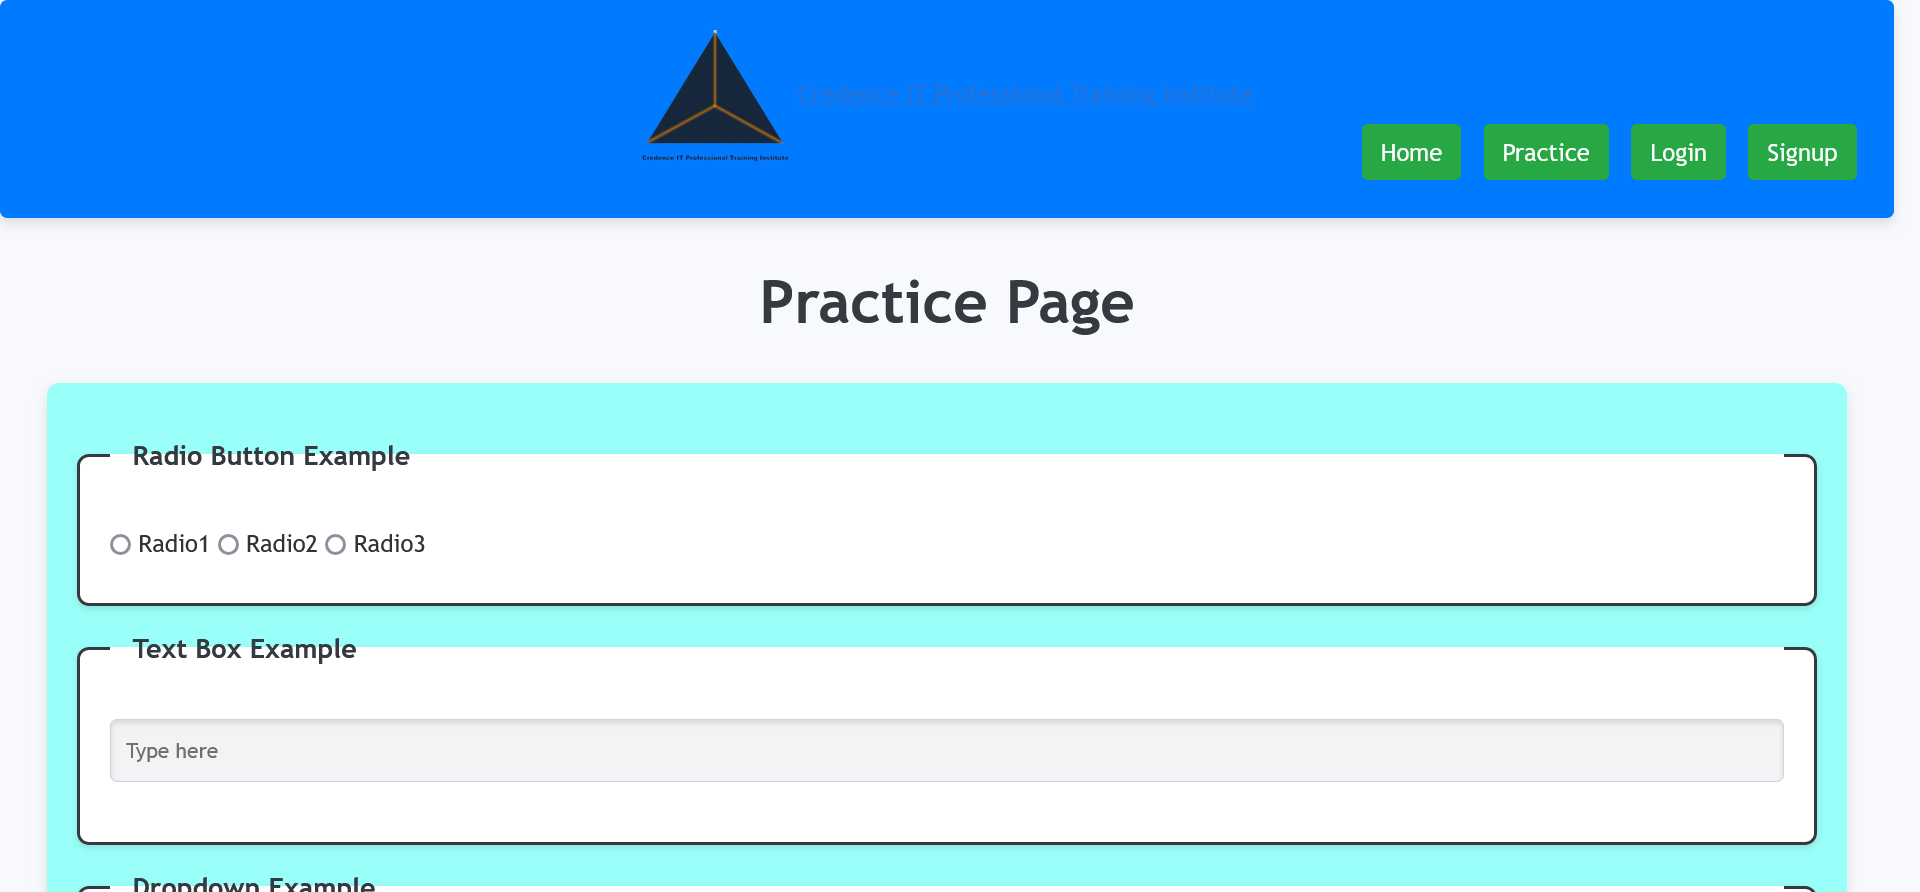 Credence IT Professional Training Institute
Credence IT Professional Training Institute
Home Practice Login Signup
Practice Page
Radio Button Example
Radio1 Radio2 Radio3
Text Box Example
Type here
Dropdown Example